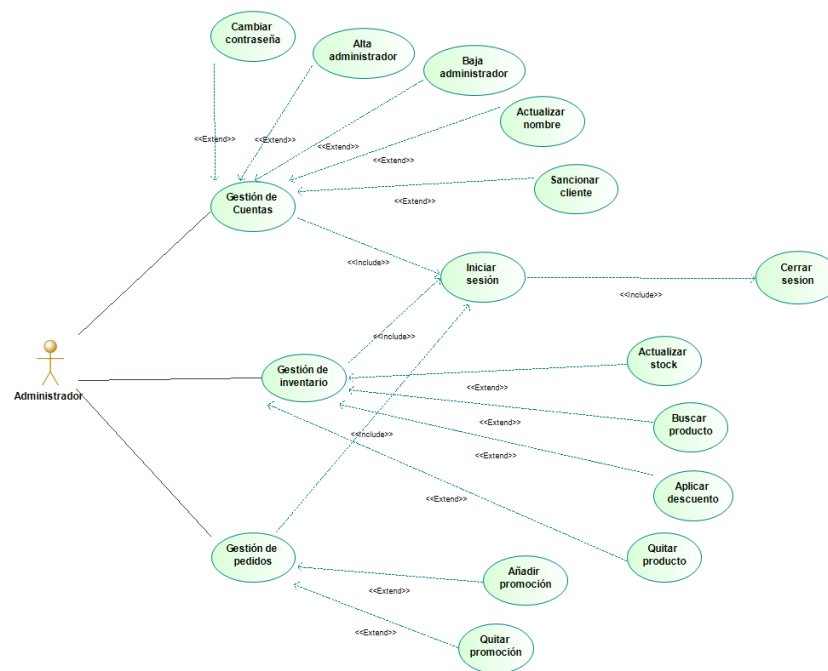 Cambiar
contraseña
Alta
administrador
Baja
administrador
Actualizar
nombre
<<Extend>>
<<Extend>>
<<Extend>>
<<Extend>>
Sancionar
cliente
<<Extend>>
Gestión de
Cuentas
<<Include>>
Iniciar
sesión
Cerrar
sesion
<<Include>>
<<Include>>
Actualizar
stock
Gestión de
inventario
Administrador
<<Extend>>
Buscar
producto
<<Extend>>
<<Include>>
<<Extend>>
Aplicar
descuento
<<Extend>>
Gestión de
pedidos
Quitar
producto
Añadir
promoción
<<Extend>>
<<Extend>>
Quitar
promoción